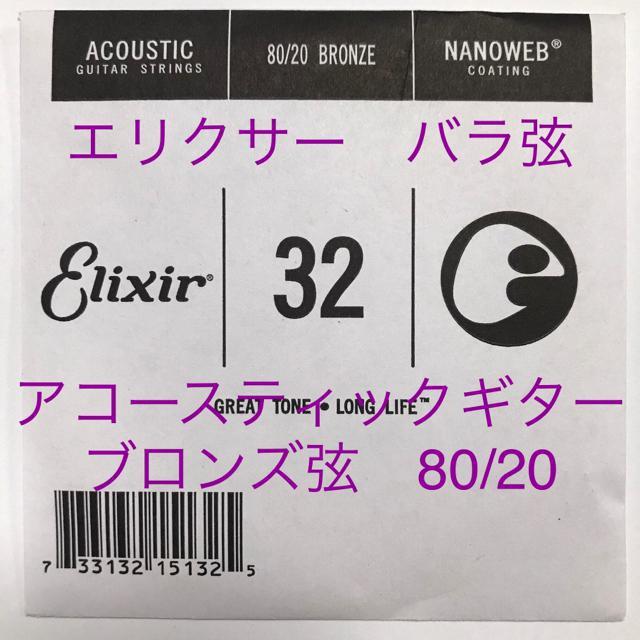 ACOUSTIC
GUITAR STRINGS
80/20 BRONZE
NANOWEB®
COATING
エリクサー　バラ弦
Elixir®
32
アコースティックギター
GREAT TONE • LONG LIFE™
ブロンズ弦　80/20
7 33132 15132 5